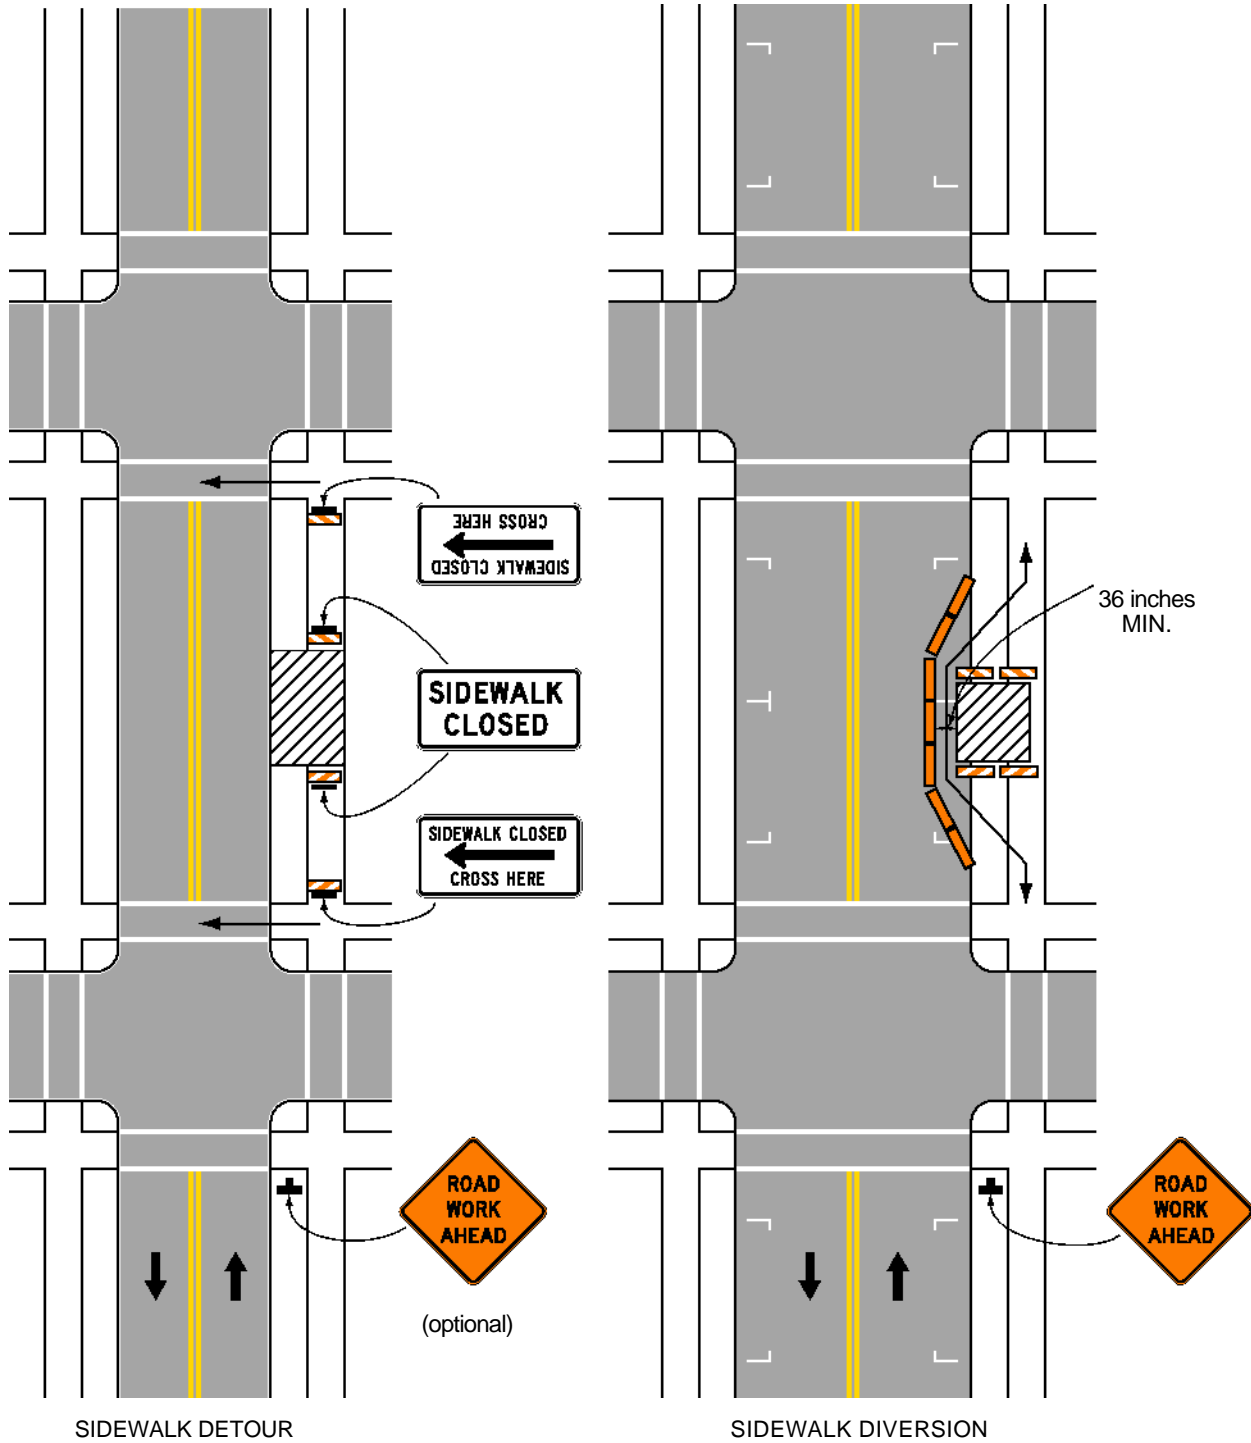 CROSS HERE
SIDEWALK CLOSED
36 inches
MIN.
SIDEWALK
CLOSED
SIDEWALK CLOSED
CROSS HERE
ROAD
WORK
AHEAD
(optional)
ROAD
WORK
AHEAD
SIDEWALK DETOUR
SIDEWALK DIVERSION